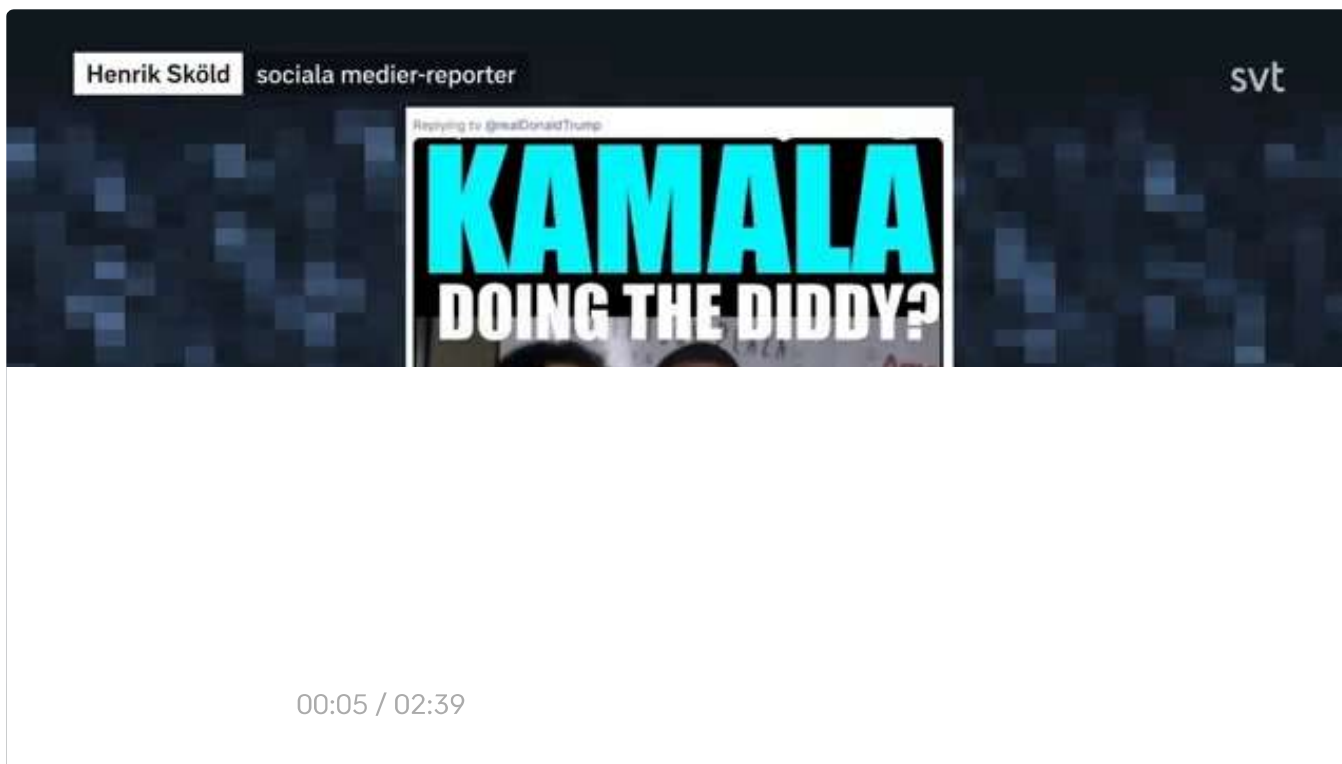 Henrik Sköld sociala medier-reporter
svt
Replying to @realDonaldTrump
KAMALA
DOING THE DIDDY?
00:05 / 02:39